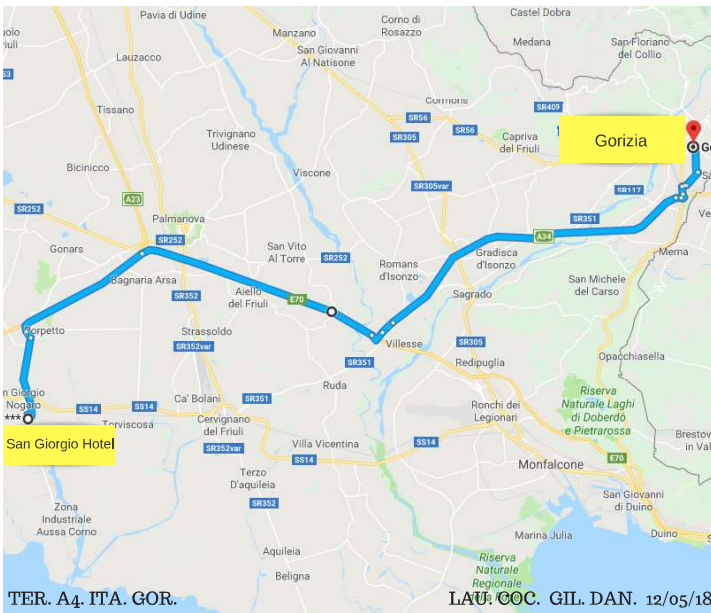 Pavia di Udine
Castel Dobra
Corno di
Rosazzo
Manzano
Medana
San Floriano
del Collio
San Giovanni
Al Natisone
Lauzacco
53
Cormons
SR409
Tissano
SR56
SR56
SR305
Trivignano
Udinese
Capriva
del Friuli
Gorizia
Viscone
Bicinicco
SR305var
SR117
A23
SR252
Palmanova
SR351
Gonars
SR252
San Vito
Al Torre
A34
SR252
Romans
d'Isonzo
Gradisca
d'Isonzo
Merna
Bagnaria Arsa
San Michele
del Carso
Aiello
del Friuli
SR352
E70
Sagrado
Porpetto
Strassoldo
SR352var
Villesse
SR305
SR351
Redipuglia
Opacchiasella
Ruda
Nogaro
***
SS14
SS14
Ca' Bolani
SR351
Riserva
Naturale Laghi
di Doberdò
e Pietrarossa
Ronchi dei
Legionari
Torviscosa
Cervignano
del Friuli
San Giorgio Hotel
SR352var
Villa Vicentina
SS14
SS14
E70
Monfalcone
Terzo
D'aquileia
SR352
San Giovanni
di Duino
Zona
Industriale
Aussa Corno
Marina Julia
Duino
Aquileia
Riserva
Naturale
Regionale
Beligna
TER. A4. ITA. GOR.
LAU. COC. GIL. DAN. 12/05/18